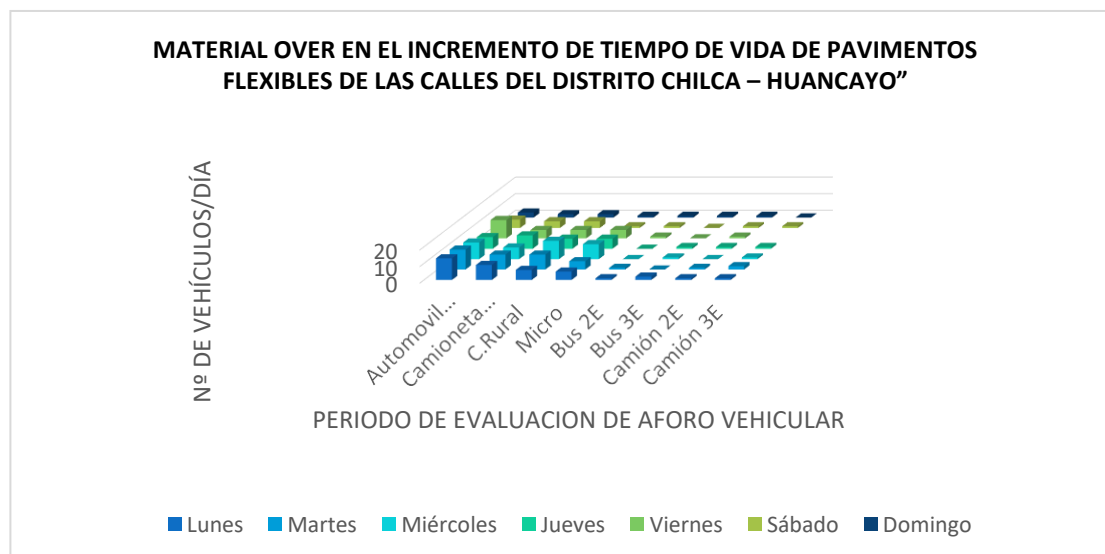 MATERIAL OVER EN EL INCREMENTO DE TIEMPO DE VIDA DE PAVIMENTOS
FLEXIBLES DE LAS CALLES DEL DISTRITO CHILCA – HUANCAYO”
Nº DE VEHÍCULOS/DÍA
20
10
0
Automovil...
Camioneta...
C.Rural
Micro
Bus 2E
Bus 3E
Camión 2E
Camión 3E
PERIODO DE EVALUACION DE AFORO VEHICULAR
Lunes Martes Miércoles Jueves Viernes Sábado Domingo